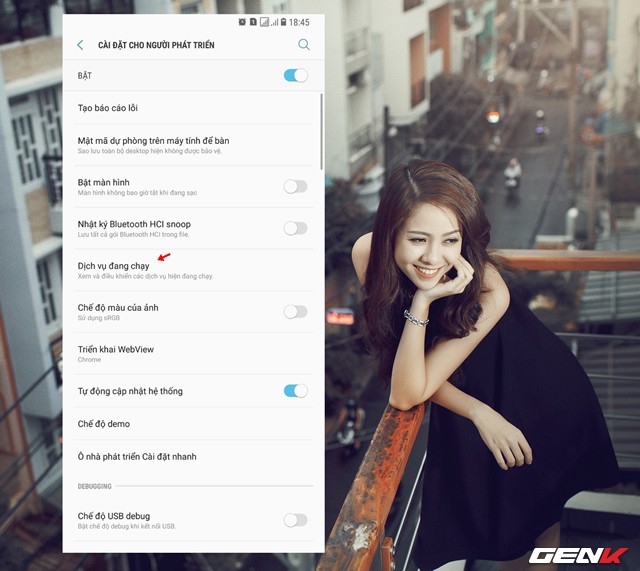 18:45
CÀI ĐẶT CHO NGƯỜI PHÁT TRIỂN
BẬT
Tạo báo cáo lỗi
Mật mã dự phòng trên máy tính để bàn
Sao lưu toàn bộ desktop hiện không được bảo vệ.
Bật màn hình
Màn hình không bao giờ tắt khi đang sạc
Nhật ký Bluetooth HCI snoop
Lưu tất cả gói Bluetooth HCI trong file.
Dịch vụ đang chạy
Xem và điều khiển các dịch vụ hiện đang chạy.
Chế độ màu của ảnh
Sử dụng sRGB
Triển khai WebView
Chrome
Tự động cập nhật hệ thống
Chế độ demo
Ô nhà phát triển Cài đặt nhanh
DEBUGGING
Chế độ USB debug
Bật chế độ debug khi kết nối USB.
GENK